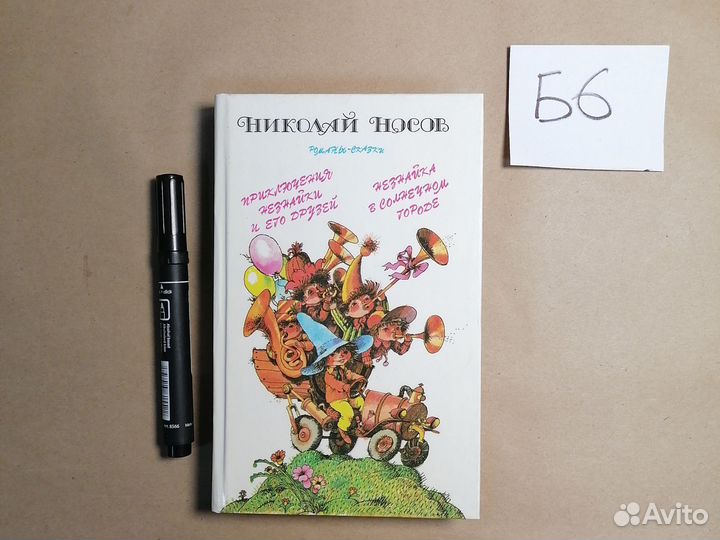 НИКОЛАЙ НОСОВ
РОМАНЫ-СКАЗКИ
ПРИКЛЮЧЕНИЯ
НЕЗНАЙКИ
И ЕГО ДРУЗЕЙ
НЕЗНАЙКА
В СОЛНЕЧНОМ
ГОРОДЕ
Б6
Avito